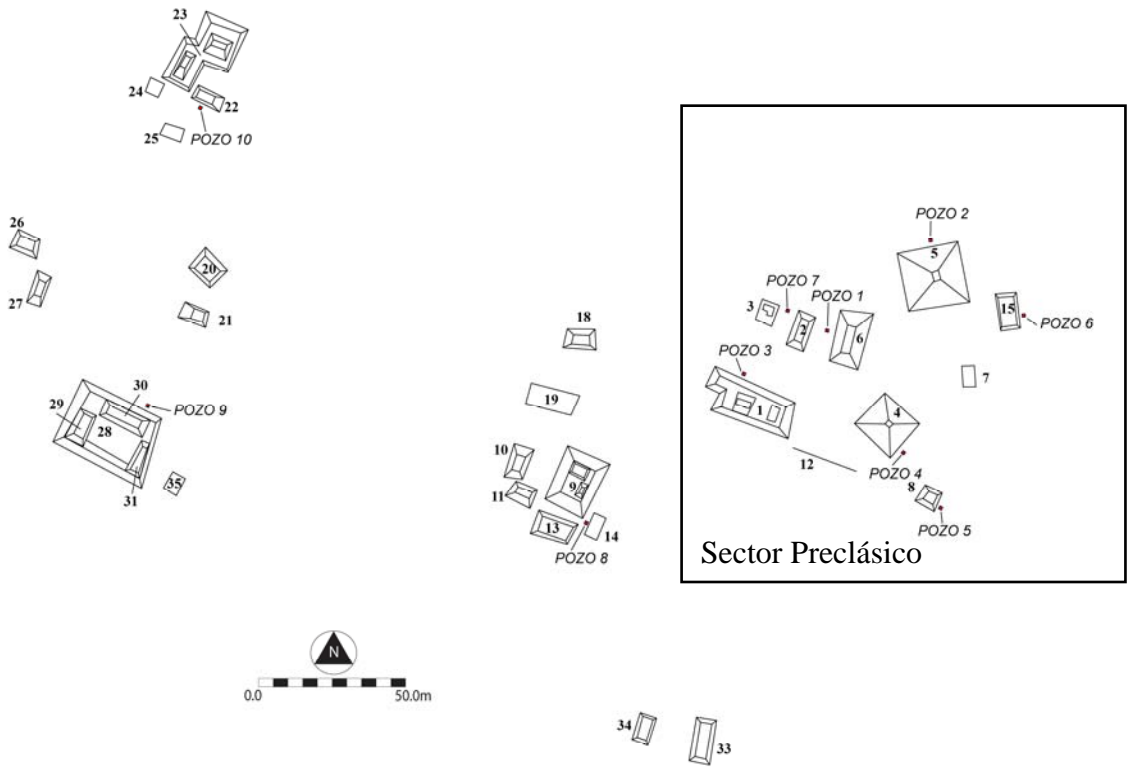 23
24
22
25
POZO 10
26
27
20
21
30
29
28
POZO 9
31
35
18
19
10
11
9
13
14
POZO 8
POZO 2
5
POZO 7
POZO 1
3
2
6
15
POZO 6
POZO 3
7
1
4
12
POZO 4
8
POZO 5
Sector Preclásico
N
0.0
50.0m
34
33